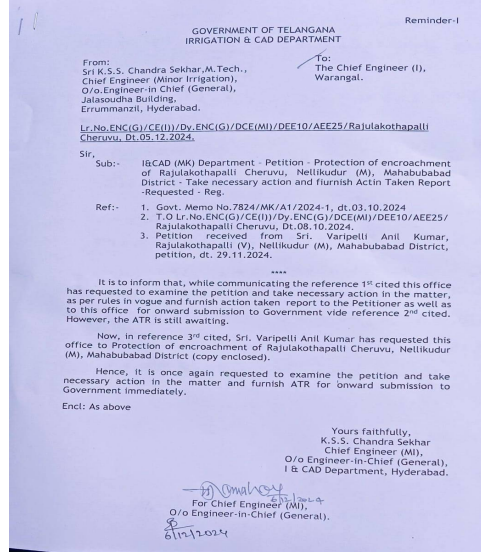 Reminder-I
GOVERNMENT OF TELANGANA
IRRIGATION & CAD DEPARTMENT
From:
Sri K.S.S. Chandra Sekhar,M.Tech.,
Chief Engineer (Minor Irrigation),
O/o.Engineer-in Chief (General),
Jalasoudha Building,
Errummanzil, Hyderabad.
To:
The Chief Engineer (I),
Warangal.
Lr.No.ENC(G)/CE(I))/Dy.ENC(G)/DCE(MI)/DEE10/AEE25/Rajulakothapalli
Cheruvu, Dt.05.12.2024.
Sir,
Sub:- I&CAD (MK) Department - Petition - Protection of encroachment
of Rajulakothapalli Cheruvu, Nellikudur (M), Mahabubabad
District - Take necessary action and fiurnish Actin Taken Report
-Requested - Reg.
Ref:- 1. Govt. Memo No.7824/MK/A1/2024-1, dt.03.10.2024
2. T.O Lr.No.ENC(G)/CE(I))/Dy.ENC(G)/DCE(MI)/DEE10/AEE25/
Rajulakothapalli Cheruvu, Dt.08.10.2024.
3. Petition received from Sri. Varipelli Anil Kumar,
Rajulakothapalli (V), Nellikudur (M), Mahabubabad District,
petition, dt. 29.11.2024.
****
It is to inform that, while communicating the reference 1st cited this office
has requested to examine the petition and take necessary action in the matter,
as per rules in vogue and furnish action taken report to the Petitioner as well as
to this office for onward submission to Government vide reference 2nd cited.
However, the ATR is still awaiting.
Now, in reference 3rd cited, Sri. Varipelli Anil Kumar has requested this
office to Protection of encroachment of Rajulakothapalli Cheruvu, Nellikudur
(M), Mahabubabad District (copy enclosed).
Hence, it is once again requested to examine the petition and take
necessary action in the matter and furnish ATR for onward submission to
Government immediately.
Encl: As above
Yours faithfully,
K.S.S. Chandra Sekhar
Chief Engineer (MI),
O/o Engineer-in-Chief (General),
I & CAD Department, Hyderabad.
6/12/2024
For Chief Engineer (MI),
O/o Engineer-in-Chief (General).
6/12/2024